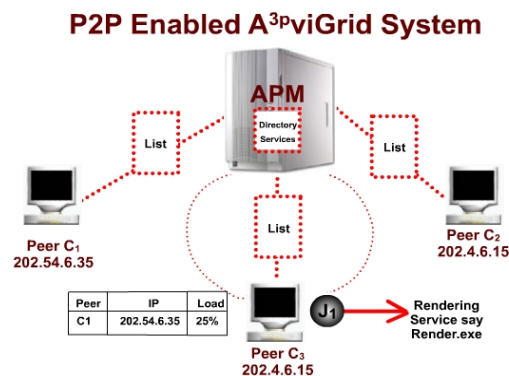 P2P Enabled A³ᵖviGrid System
APM
Directory
Services
List
List
List
Peer C₁
202.54.6.35
Peer C₂
202.4.6.15
Peer IP Load
C1 202.54.6.35 25%
J₁
Rendering
Service say
Render.exe
Peer C₃
202.4.6.15